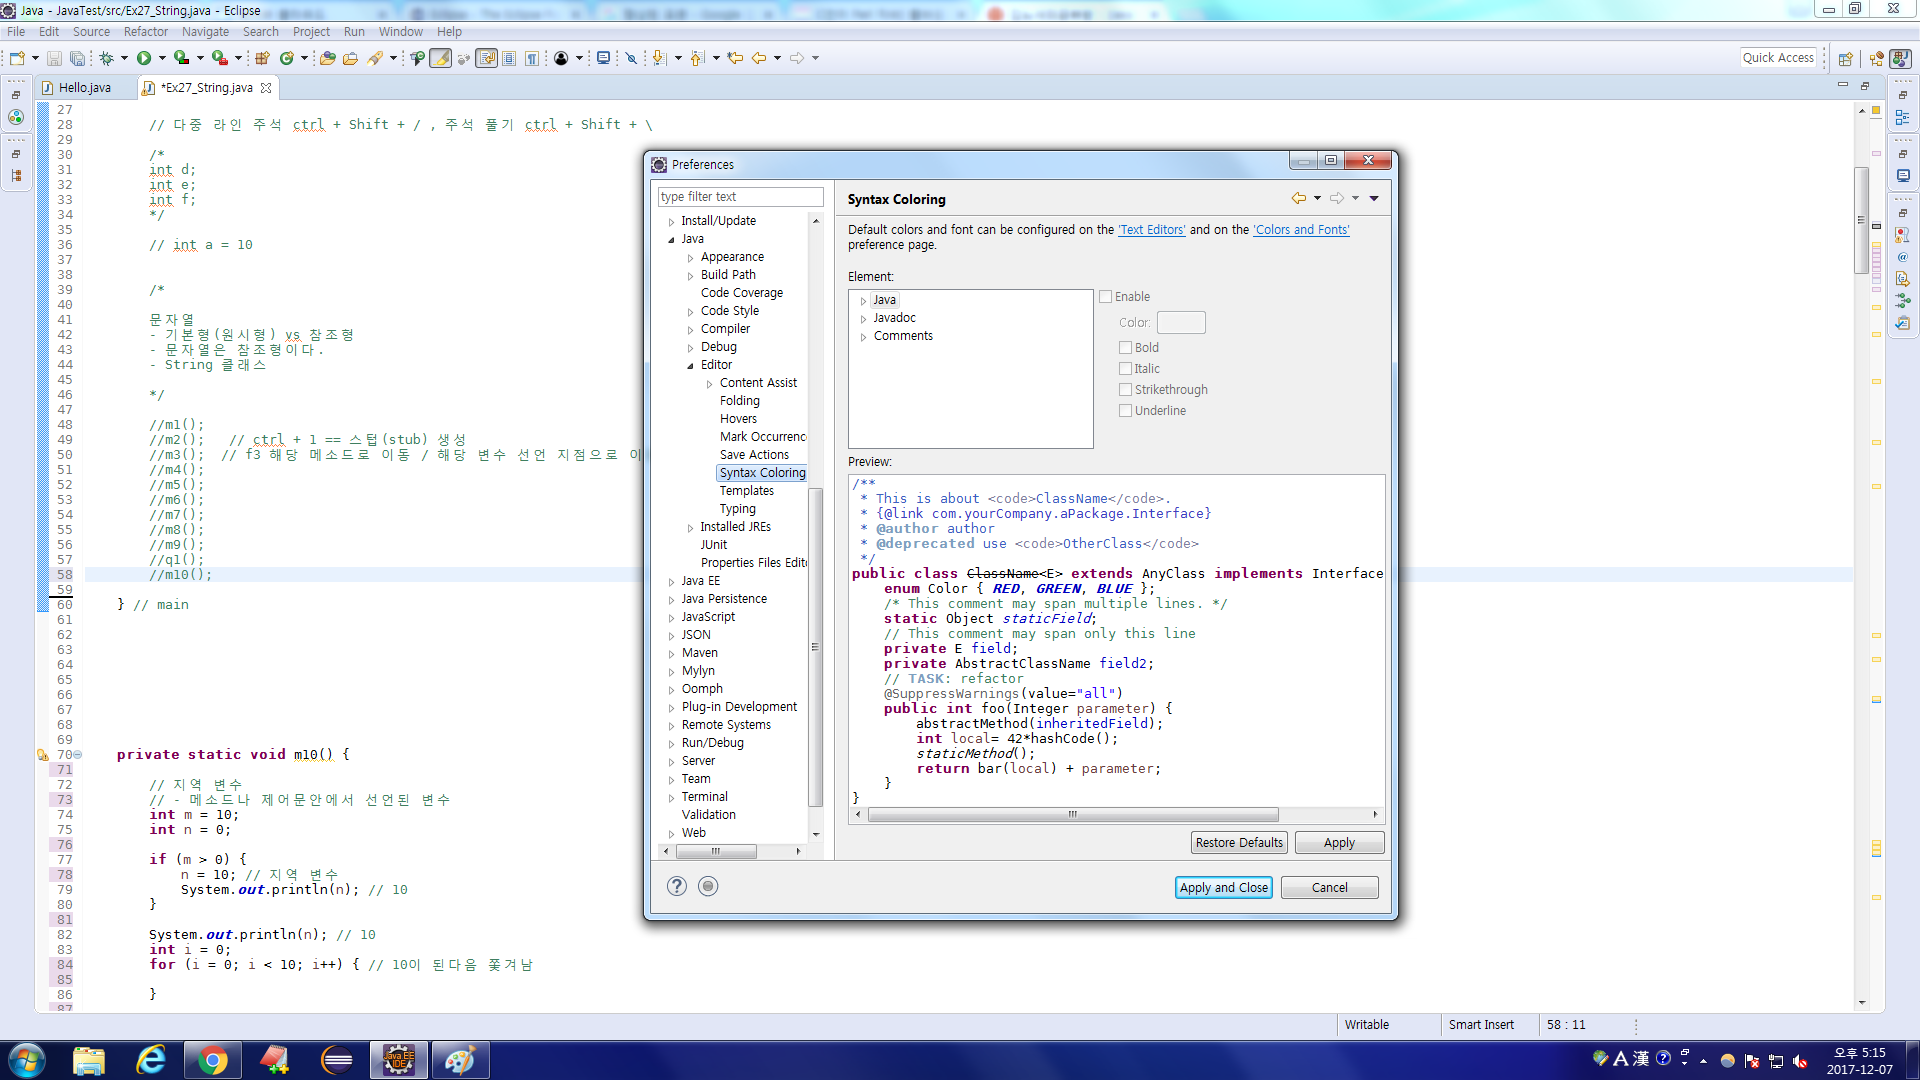 Java - JavaTest/src/Ex27_String.java - Eclipse
File Edit Source Refactor Navigate Search Project Run Window Help
Quick Access
Hello.java
*Ex27_String.java
27
28 // 다중 라인 주석 ctrl + Shift + / , 주석 풀기 ctrl + Shift + \
29
30 /*
31 int d;
32 int e;
33 int f;
34 */
35
36 // int a = 10
37
38
39 /*
40
41 문자열
42 - 기본형(원시형) vs 참조형
43 - 문자열은 참조형이다.
44 - String 클래스
45
46 */
47
48 //m1();
49 //m2(); // ctrl + 1 == 스텁(stub) 생성
50 //m3(); // f3 해당 메소드로 이동 / 해당 변수 선언 지점으로 이
51 //m4();
52 //m5();
53 //m6();
54 //m7();
55 //m8();
56 //m9();
57 //q1();
58 //m10();
59
60 } // main
61
62
63
64
65
66
67
68
69
70 private static void m10() {
71
72 // 지역 변수
73 // - 메소드나 제어문안에서 선언된 변수
74 int m = 10;
75 int n = 0;
76
77 if (m > 0) {
78 n = 10; // 지역 변수
79 System.out.println(n); // 10
80 }
81
82 System.out.println(n); // 10
83 int i = 0;
84 for (i = 0; i < 10; i++) { // 10이 된다음 쫓겨남
85
86 }
87
Preferences
type filter text
Install/Update
Java
Appearance
Build Path
Code Coverage
Code Style
Compiler
Debug
Editor
Content Assist
Folding
Hovers
Mark Occurrenc
Save Actions
Syntax Coloring
Templates
Typing
Installed JREs
JUnit
Properties Files Edit
Java EE
Java Persistence
JavaScript
JSON
Maven
Mylyn
Oomph
Plug-in Development
Remote Systems
Run/Debug
Server
Team
Terminal
Validation
Web
Syntax Coloring
Default colors and font can be configured on the 'Text Editors' and on the 'Colors and Fonts'
preference page.
Element:
Java
Javadoc
Comments
Enable
Color:
Bold
Italic
Strikethrough
Underline
Preview:
/**
* This is about <code>ClassName</code>.
* {@link com.yourCompany.aPackage.Interface}
* @author author
* @deprecated use <code>OtherClass</code>
*/
public class ClassName<E> extends AnyClass implements Interface
enum Color { RED, GREEN, BLUE };
/* This comment may span multiple lines. */
static Object staticField;
// This comment may span only this line
private E field;
private AbstractClassName field2;
// TASK: refactor
@SuppressWarnings(value="all")
public int foo(Integer parameter) {
abstractMethod(inheritedField);
int local= 42*hashCode();
staticMethod();
return bar(local) + parameter;
}
}
Restore Defaults
Apply
Apply and Close
Cancel
Writable
Smart Insert
58 : 11
Java EE
IDE
A 漢
오후 5:15
2017-12-07